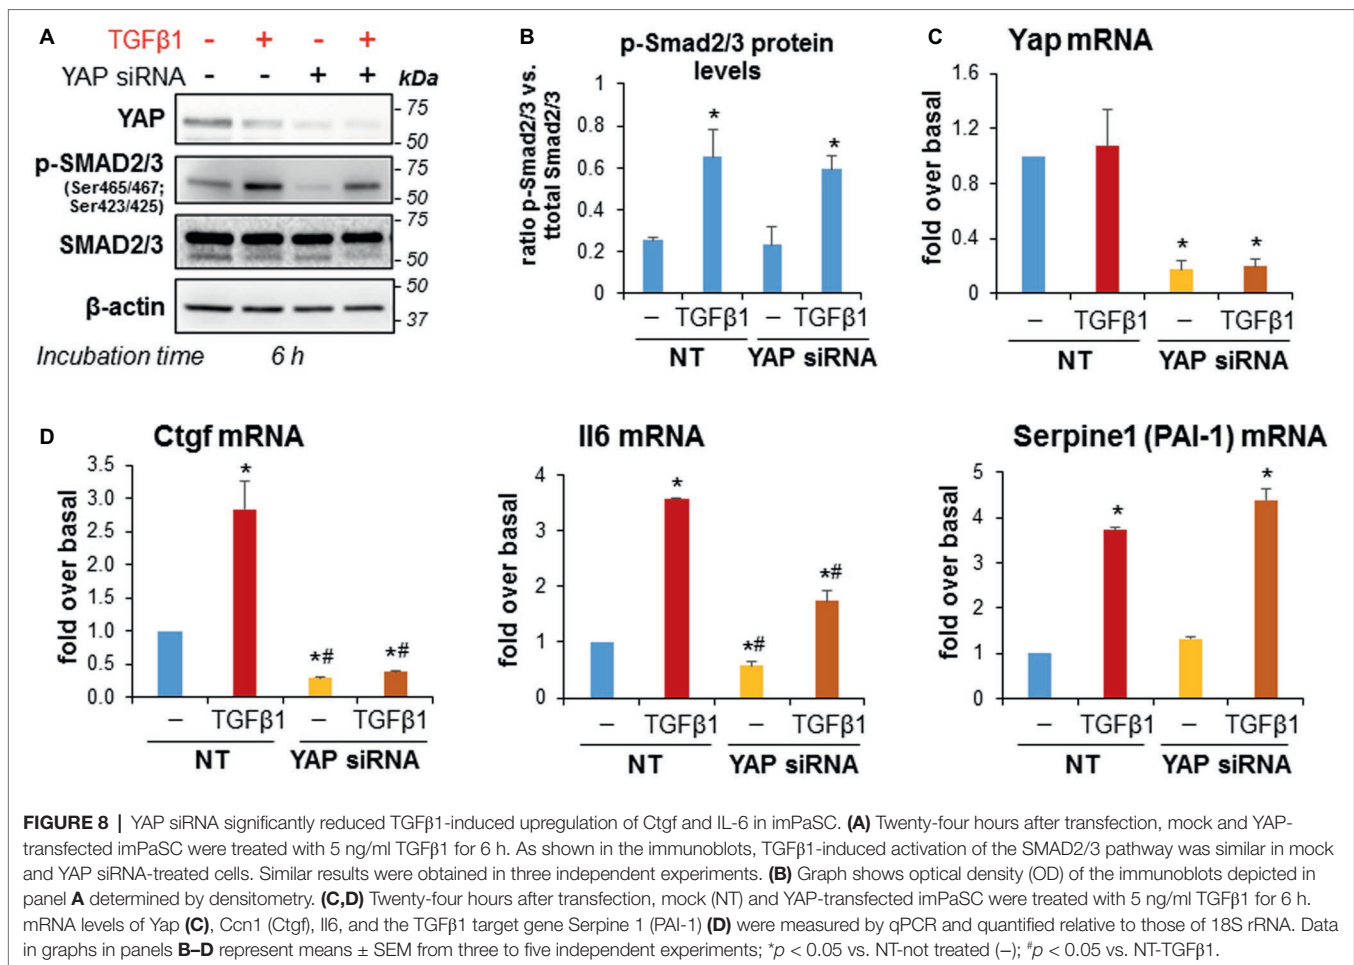 A
TGFβ1 - + - +
YAP siRNA - - + + kDa
YAP
75
50
p-SMAD2/3
(Ser465/467;
Ser423/425)
75
50
SMAD2/3
75
50
β-actin
50
37
Incubation time 6 h
B
p-Smad2/3 protein
levels
ratio p-Smad2/3 vs.
ttotal Smad2/3
1
0.8
0.6
0.4
0.2
0
* *
– TGFβ1 – TGFβ1
NT YAP siRNA
C
Yap mRNA
fold over basal
1.6
1.2
0.8
0.4
0.0
* *
– TGFβ1 – TGFβ1
NT YAP siRNA
D
Ctgf mRNA
fold over basal
3.5
3.0
2.5
2.0
1.5
1.0
0.5
0.0
* *# *#
– TGFβ1 – TGFβ1
NT YAP siRNA
Il6 mRNA
fold over basal
4
3
2
1
0
* *# *#
– TGFβ1 – TGFβ1
NT YAP siRNA
Serpine1 (PAI-1) mRNA
fold over basal
5
4
3
2
1
0
* *
– TGFβ1 – TGFβ1
NT YAP siRNA
FIGURE 8 | YAP siRNA significantly reduced TGFβ1-induced upregulation of Ctgf and IL-6 in imPaSC. (A) Twenty-four hours after transfection, mock and YAP-
transfected imPaSC were treated with 5 ng/ml TGFβ1 for 6 h. As shown in the immunoblots, TGFβ1-induced activation of the SMAD2/3 pathway was similar in mock
and YAP siRNA-treated cells. Similar results were obtained in three independent experiments. (B) Graph shows optical density (OD) of the immunoblots depicted in
panel A determined by densitometry. (C,D) Twenty-four hours after transfection, mock (NT) and YAP-transfected imPaSC were treated with 5 ng/ml TGFβ1 for 6 h.
mRNA levels of Yap (C), Ccn1 (Ctgf), Il6, and the TGFβ1 target gene Serpine 1 (PAI-1) (D) were measured by qPCR and quantified relative to those of 18S rRNA. Data
in graphs in panels B–D represent means ± SEM from three to five independent experiments; *p < 0.05 vs. NT-not treated (–); #p < 0.05 vs. NT-TGFβ1.